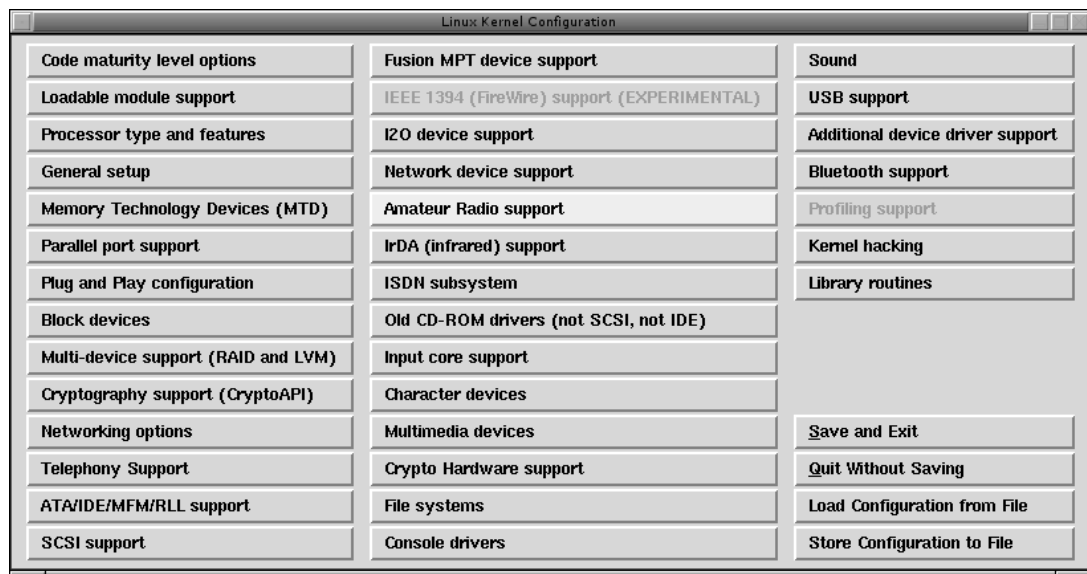 Linux Kernel Configuration
Code maturity level options
Loadable module support
Processor type and features
General setup
Memory Technology Devices (MTD)
Parallel port support
Plug and Play configuration
Block devices
Multi-device support (RAID and LVM)
Cryptography support (CryptoAPI)
Networking options
Telephony Support
ATA/IDE/MFM/RLL support
SCSI support
Fusion MPT device support
IEEE 1394 (FireWire) support (EXPERIMENTAL)
I2O device support
Network device support
Amateur Radio support
IrDA (infrared) support
ISDN subsystem
Old CD-ROM drivers (not SCSI, not IDE)
Input core support
Character devices
Multimedia devices
Crypto Hardware support
File systems
Console drivers
Sound
USB support
Additional device driver support
Bluetooth support
Profiling support
Kernel hacking
Library routines
Save and Exit
Quit Without Saving
Load Configuration from File
Store Configuration to File